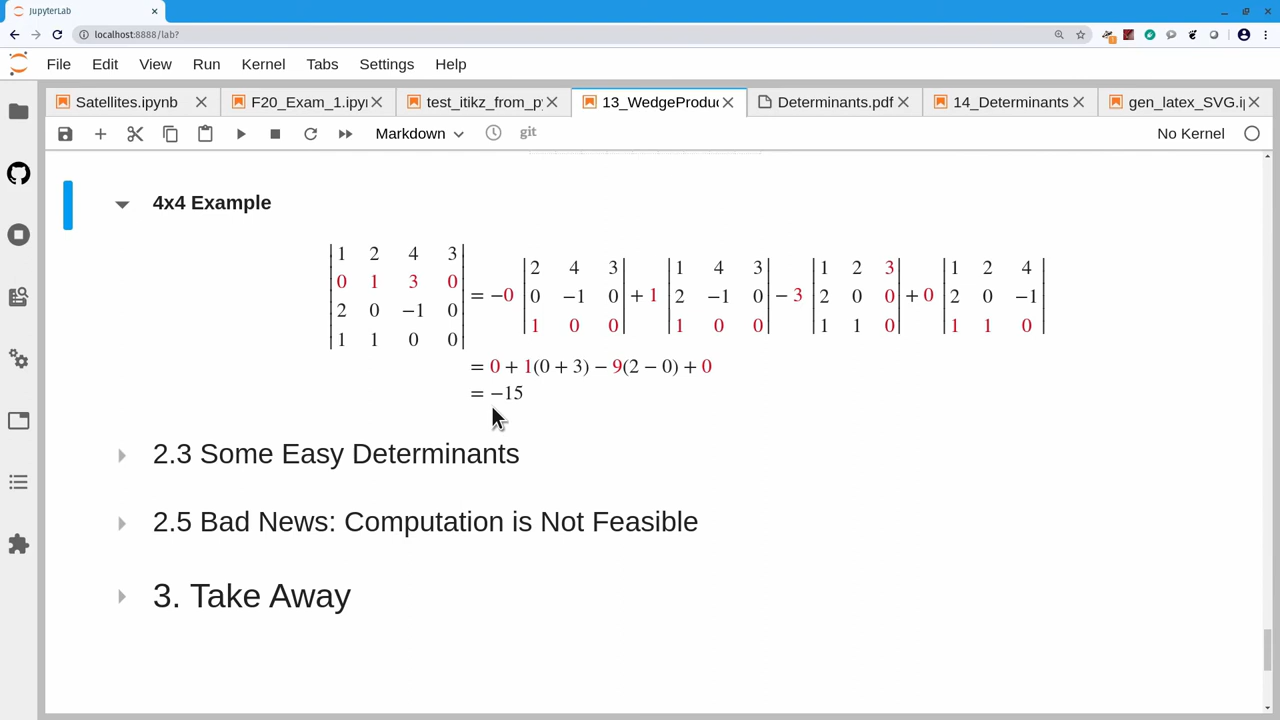 JupyterLab
localhost:8888/lab?
File Edit View Run Kernel Tabs Settings Help
Satellites.ipynb F20_Exam_1.ipyn test_itikz_from_py 13_WedgeProduc Determinants.pdf 14_Determinants gen_latex_SVG.i
Markdown git No Kernel
4x4 Example
|1 2 4 3; 0 1 3 0; 2 0 −1 0; 1 1 0 0| = −0 |2 4 3; 0 −1 0; 1 0 0| + 1 |1 4 3; 2 −1 0; 1 0 0| − 3 |1 2 3; 2 0 0; 1 1 0| + 0 |1 2 4; 2 0 −1; 1 1 0|
= 0 + 1(0 + 3) − 9(2 − 0) + 0
= −15
2.3 Some Easy Determinants
2.5 Bad News: Computation is Not Feasible
3. Take Away